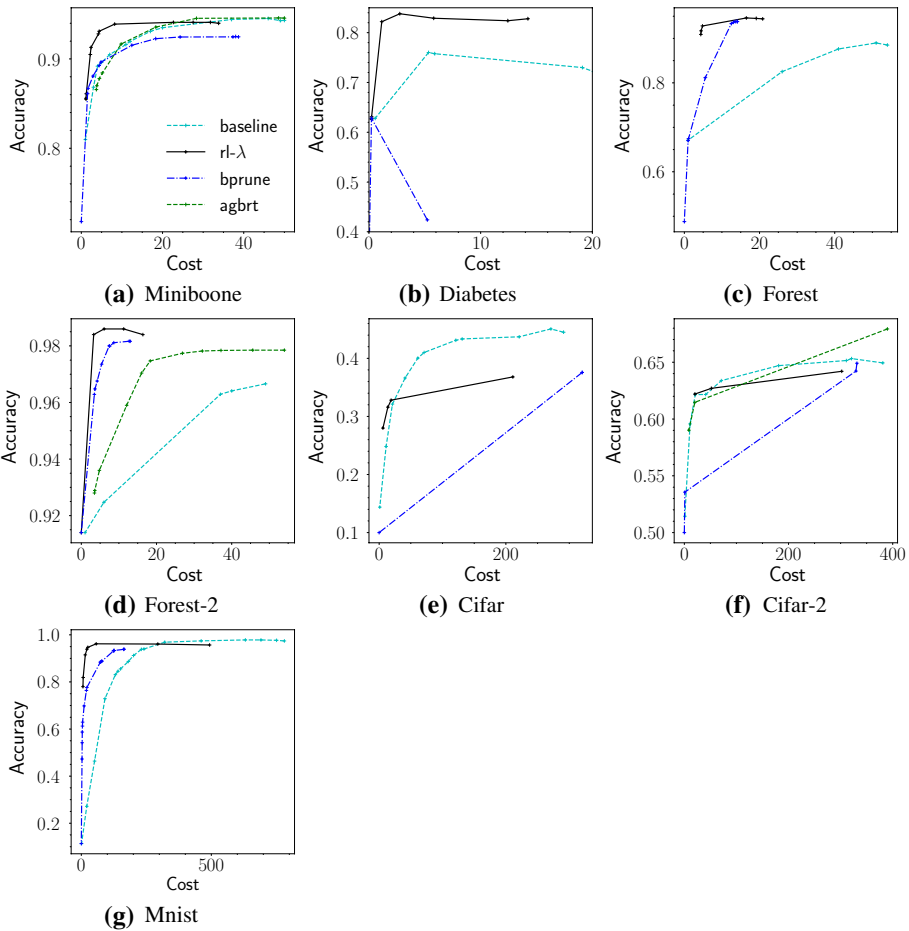 Accuracy
0.9
0.8
baseline
rl-λ
bprune
agbrt
0
20
40
Cost
(a) Miniboone
Accuracy
0.8
0.7
0.6
0.5
0.4
0
10
20
Cost
(b) Diabetes
Accuracy
0.8
0.6
0
20
40
Cost
(c) Forest
Accuracy
0.98
0.96
0.94
0.92
0
20
40
Cost
(d) Forest-2
Accuracy
0.4
0.3
0.2
0.1
0
200
Cost
(e) Cifar
Accuracy
0.65
0.60
0.55
0.50
0
200
400
Cost
(f) Cifar-2
Accuracy
1.0
0.8
0.6
0.4
0.2
0
500
Cost
(g) Mnist